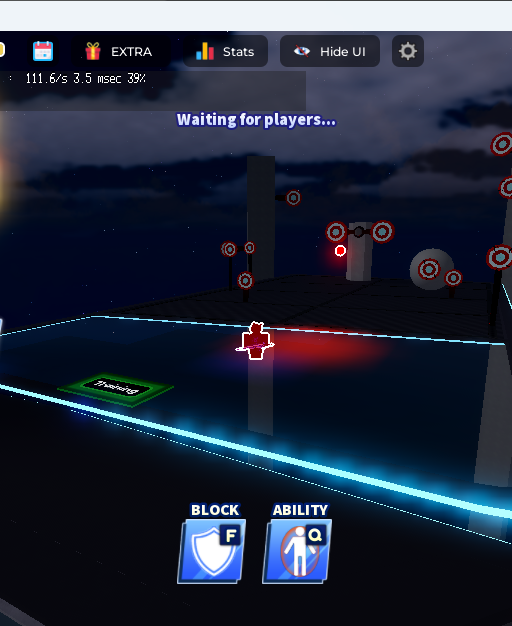 EXTRA
Stats
Hide UI
: 111.6/s 3.5 msec 39%
Waiting for players...
Training
BLOCK
ABILITY
F
Q